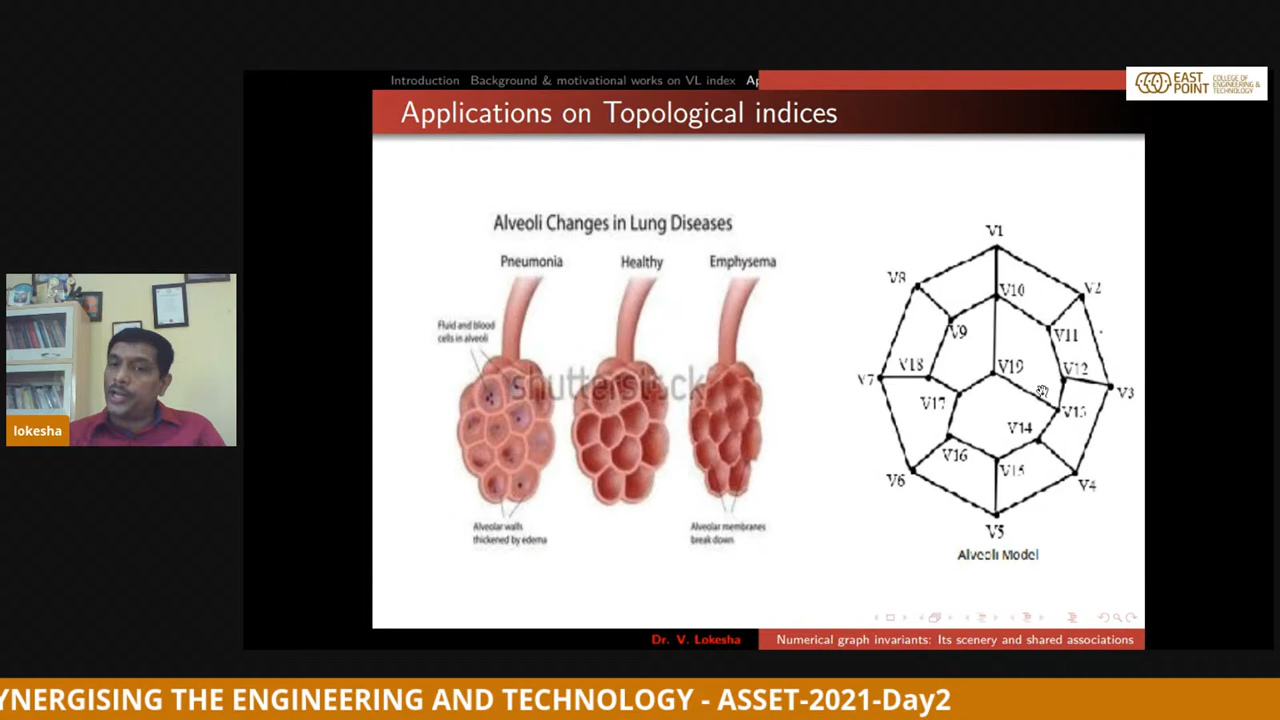 EAST
POINT
COLLEGE OF
ENGINEERING &
TECHNOLOGY
Introduction Background & motivational works on VL index Ap
Applications on Topological indices
Alveoli Changes in Lung Diseases
Pneumonia Healthy Emphysema
Fluid and blood
cells in alveoli
shutterstock
Alveolar walls
thickened by edema
Alveolar membranes
break down
V1
V8 V10 V2
V9 V11
V18 V19 V12
V7 V17 V13 V3
V14
V16 V15
V6 V4
V5
Alveoli Model
lokesha
Dr. V. Lokesha Numerical graph invariants: Its scenery and shared associations
YNERGISING THE ENGINEERING AND TECHNOLOGY - ASSET-2021-Day2